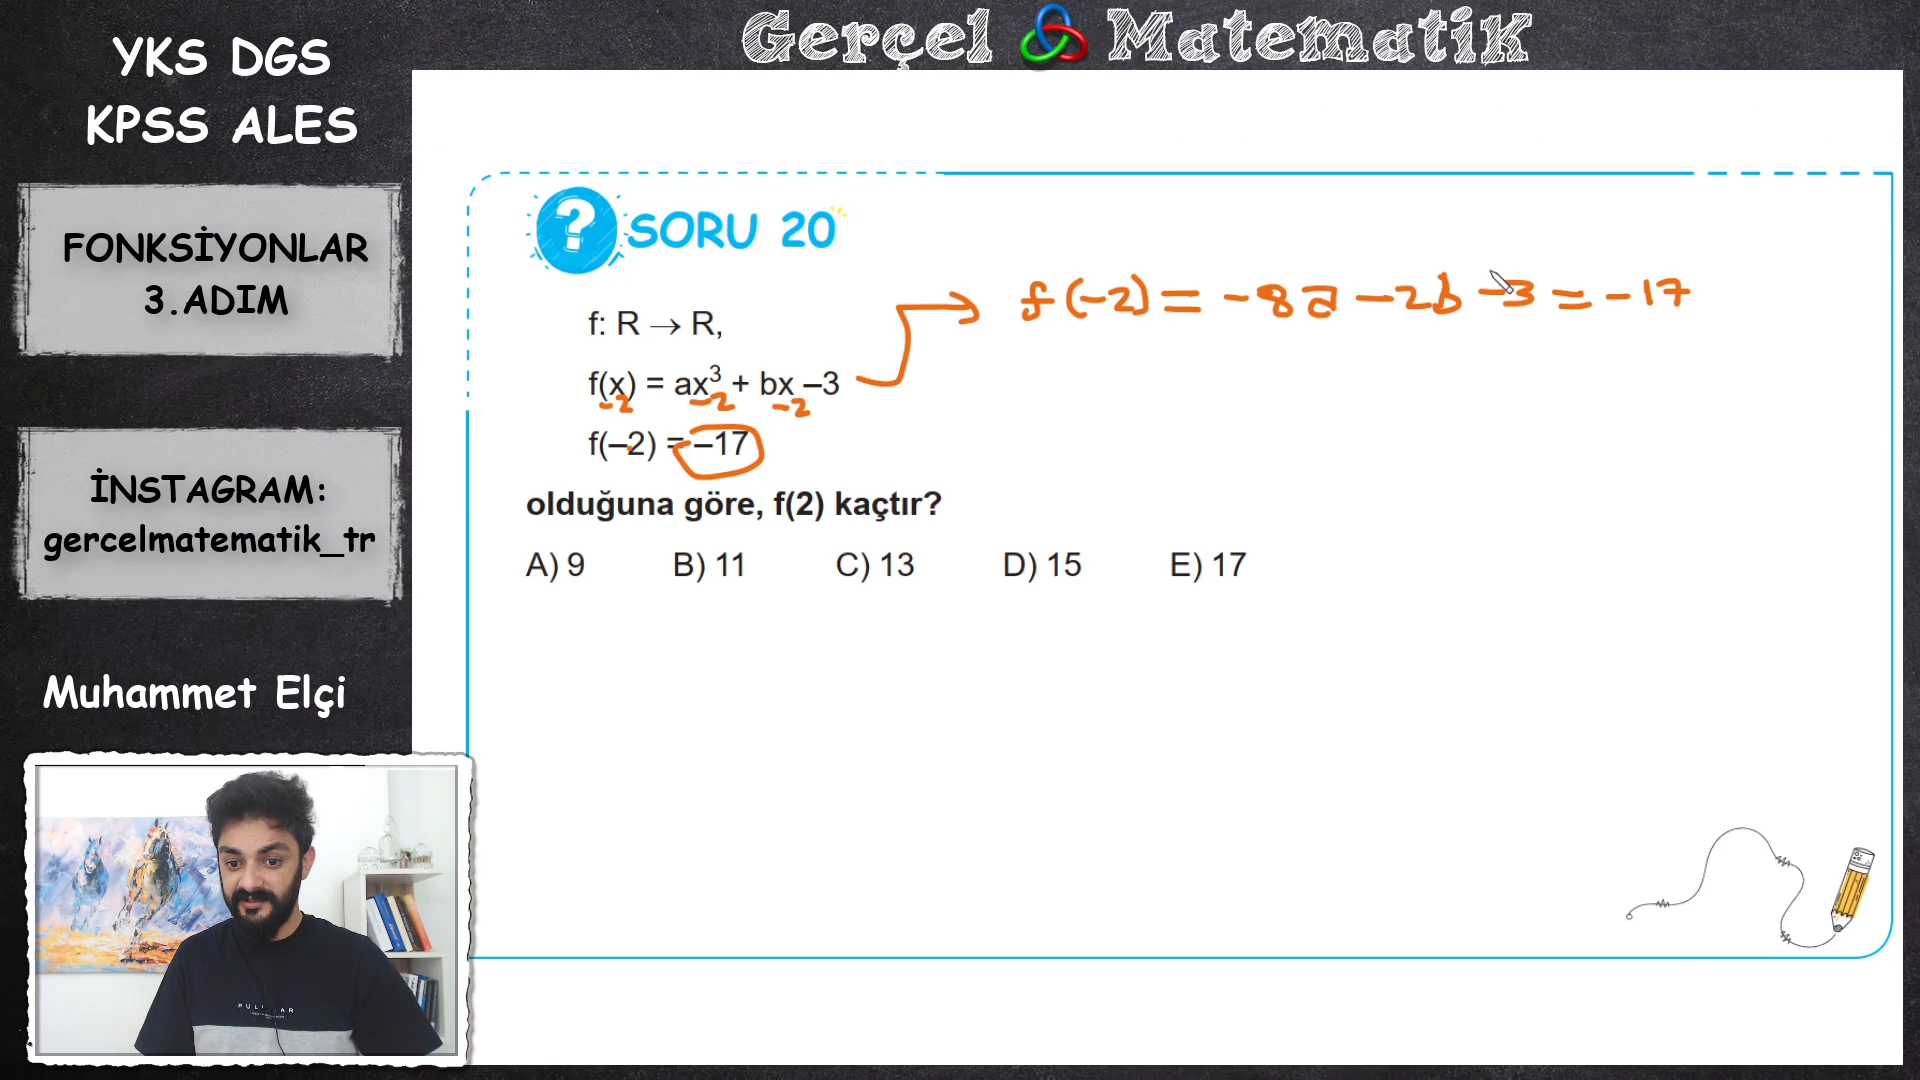 Gerçel Matematik
YKS DGS
KPSS ALES
FONKSİYONLAR
3.ADIM
İNSTAGRAM:
gercelmatematik_tr
Muhammet Elçi
? SORU 20
f: R → R,
f(x) = ax³ + bx –3
-2 -2 -2
f(–2) = –17
f(-2) = -8a -2b -3 = -17
olduğuna göre, f(2) kaçtır?
A) 9 B) 11 C) 13 D) 15 E) 17